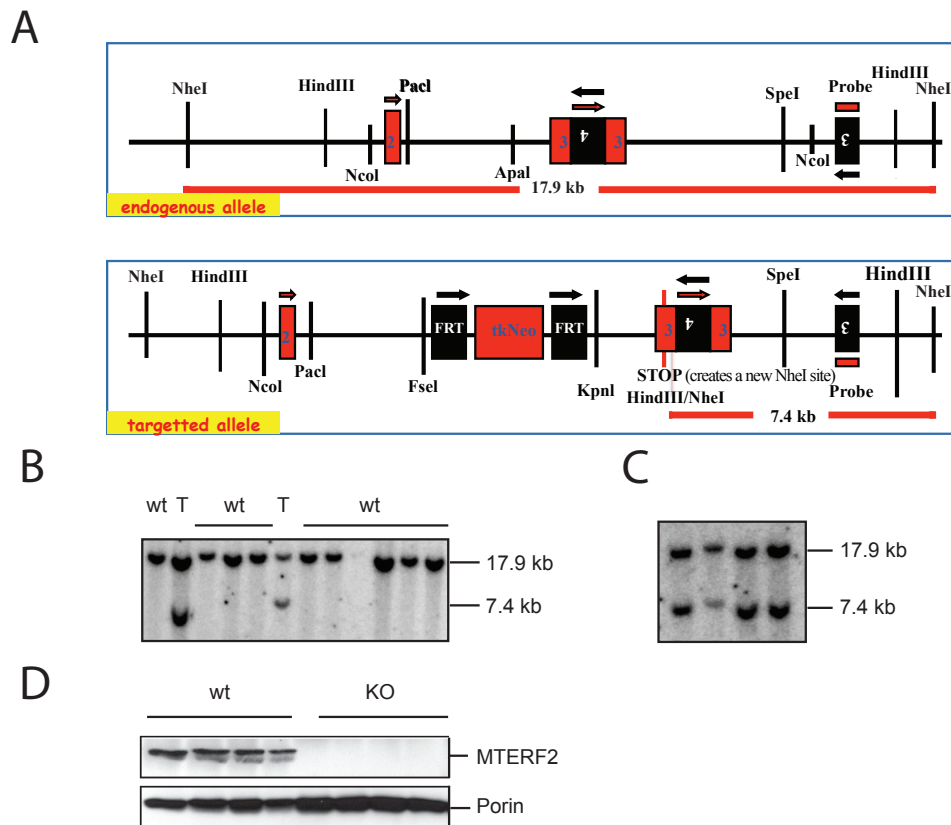 A
NheI
HindIII
NcoI
2
PacI
ApaI
3
4
3
SpeI
NcoI
Probe
3
HindIII
NheI
17.9 kb
endogenous allele
NheI
HindIII
NcoI
2
PacI
FseI
FRT
tkNeo
FRT
KpnI
3
4
3
SpeI
3
HindIII
NheI
STOP (creates a new NheI site)
HindIII/NheI
Probe
7.4 kb
targetted allele
B
wt T wt T wt
17.9 kb
7.4 kb
C
17.9 kb
7.4 kb
D
wt KO
MTERF2
Porin